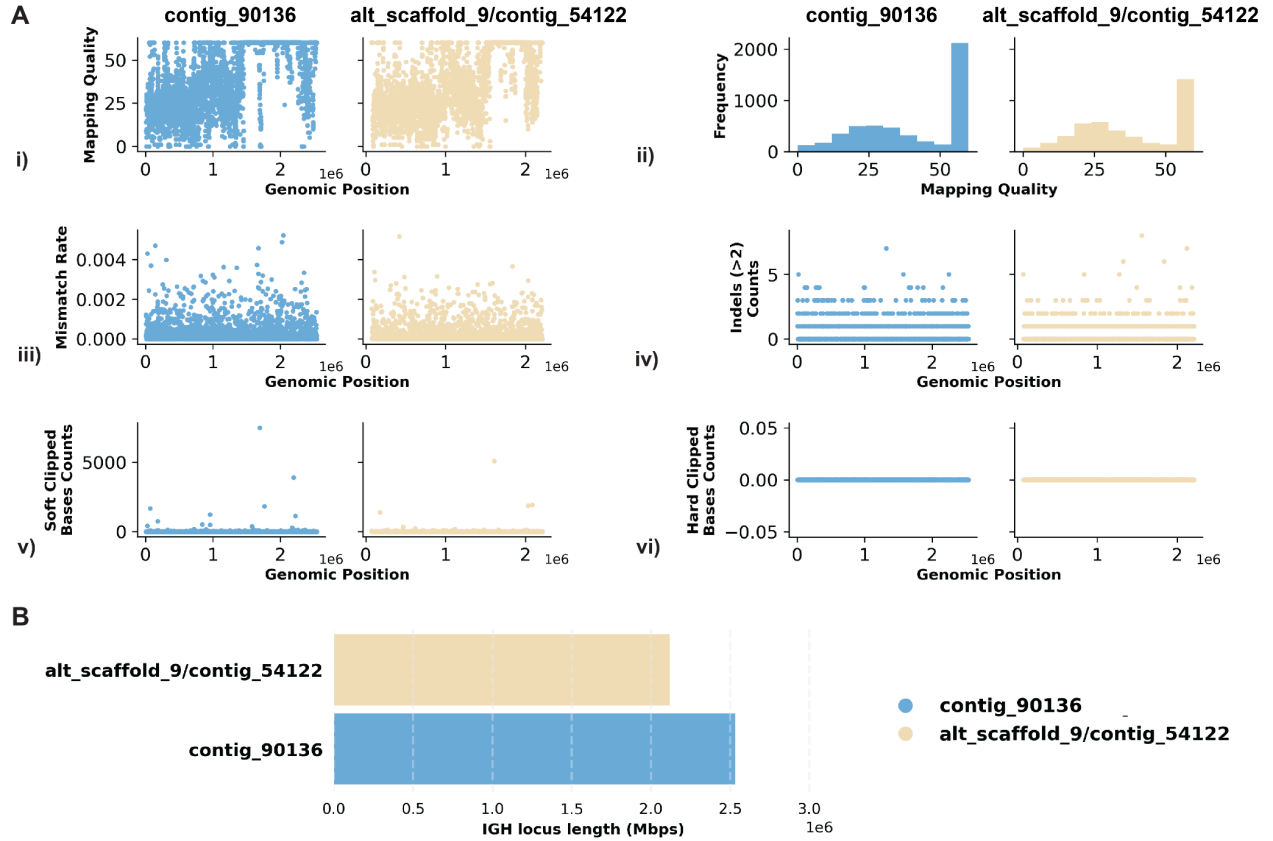 A
contig_90136
alt_scaffold_9/contig_54122
contig_90136
alt_scaffold_9/contig_54122
Mapping Quality
50
25
0
0 1 2 1e6
0 1 2 1e6
Genomic Position
i)
Frequency
2000
1000
0
0 25 50
0 25 50
Mapping Quality
ii)
Mismatch Rate
0.004
0.002
0.000
0 1 2 1e6
0 1 2 1e6
Genomic Position
iii)
Indels (>2)
Counts
5
0
0 1 2 1e6
0 1 2 1e6
Genomic Position
iv)
Soft Clipped
Bases Counts
5000
0
0 1 2 1e6
0 1 2 1e6
Genomic Position
v)
Hard Clipped
Bases Counts
0.05
0.00
−0.05
0 1 2 1e6
0 1 2 1e6
Genomic Position
vi)
B
alt_scaffold_9/contig_54122
contig_90136
0.0 0.5 1.0 1.5 2.0 2.5 3.0
1e6
IGH locus length (Mbps)
contig_90136
alt_scaffold_9/contig_54122